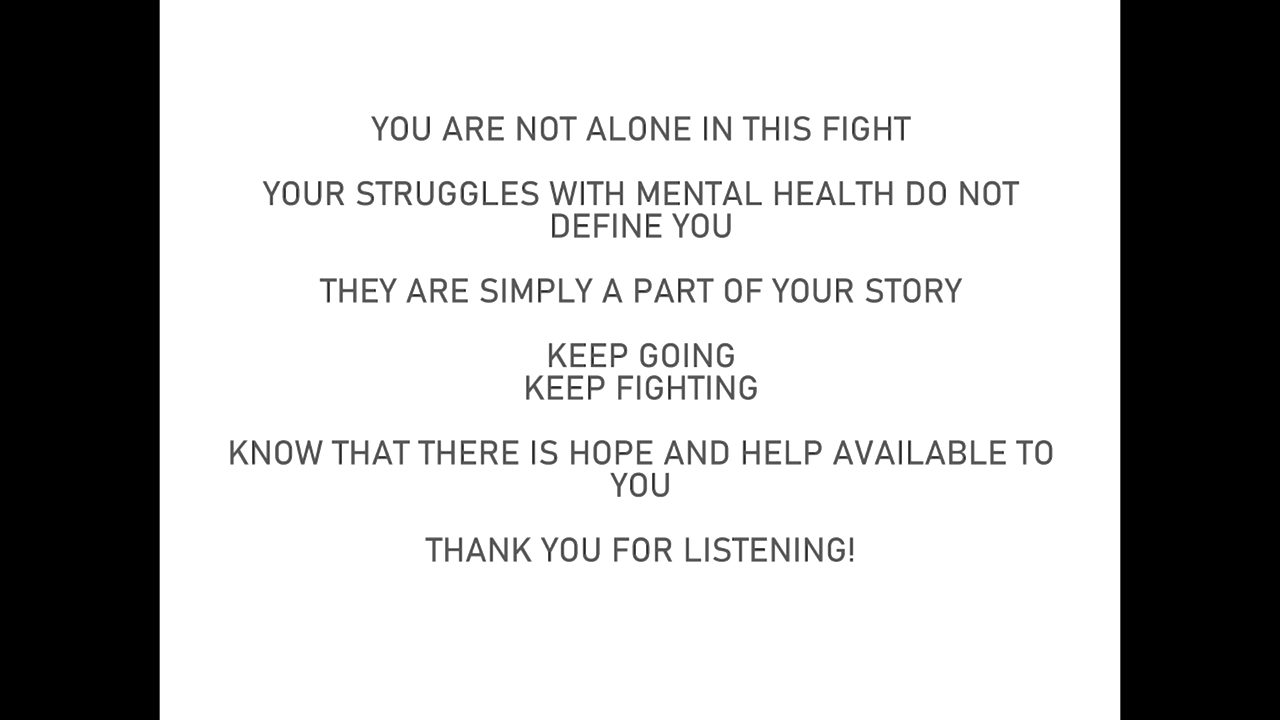 YOU ARE NOT ALONE IN THIS FIGHT
YOUR STRUGGLES WITH MENTAL HEALTH DO NOT
DEFINE YOU
THEY ARE SIMPLY A PART OF YOUR STORY
KEEP GOING
KEEP FIGHTING
KNOW THAT THERE IS HOPE AND HELP AVAILABLE TO
YOU
THANK YOU FOR LISTENING!